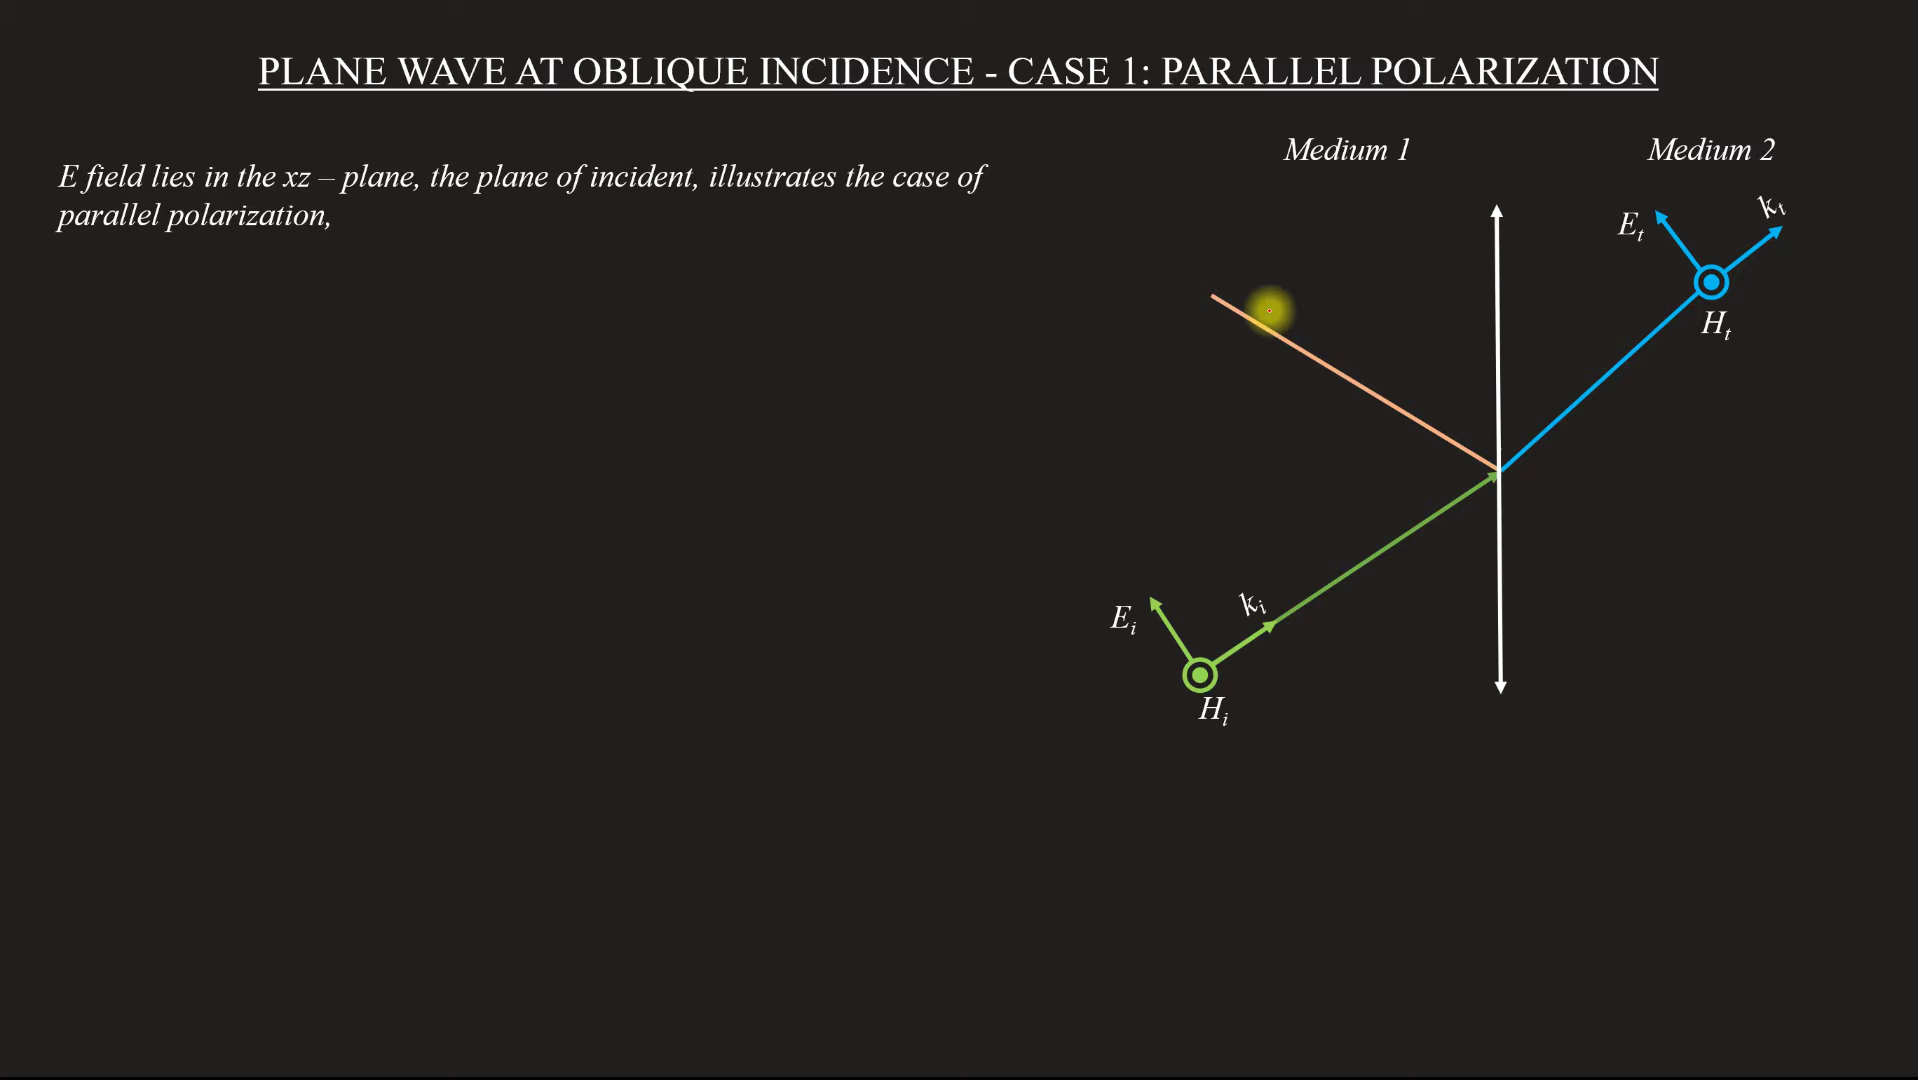 PLANE WAVE AT OBLIQUE INCIDENCE - CASE 1: PARALLEL POLARIZATION
Medium 1
Medium 2
E field lies in the xz – plane, the plane of incident, illustrates the case of
parallel polarization,
Et
kt
Ht
Ei
ki
Hi